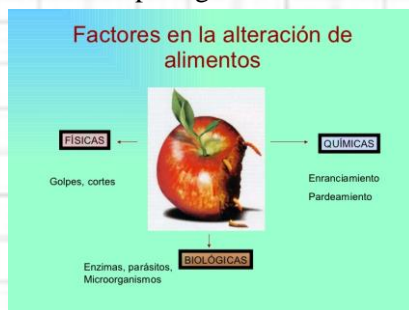 Factores en la alteración de
alimentos
FÍSICAS
QUÍMICAS
Golpes, cortes
Enranciamiento
Pardeamiento
BIOLÓGICAS
Enzimas, parásitos,
Microorganismos